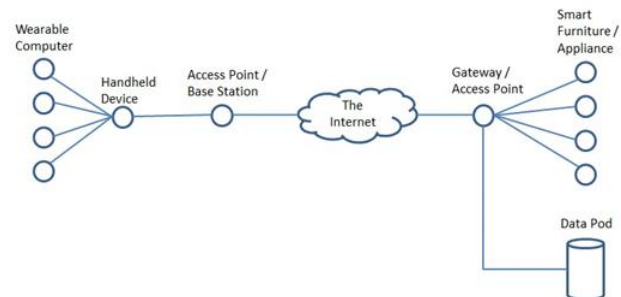 Wearable
Computer
Handheld
Device
Access Point /
Base Station
The
Internet
Gateway /
Access Point
Smart
Furniture /
Appliance
Data Pod